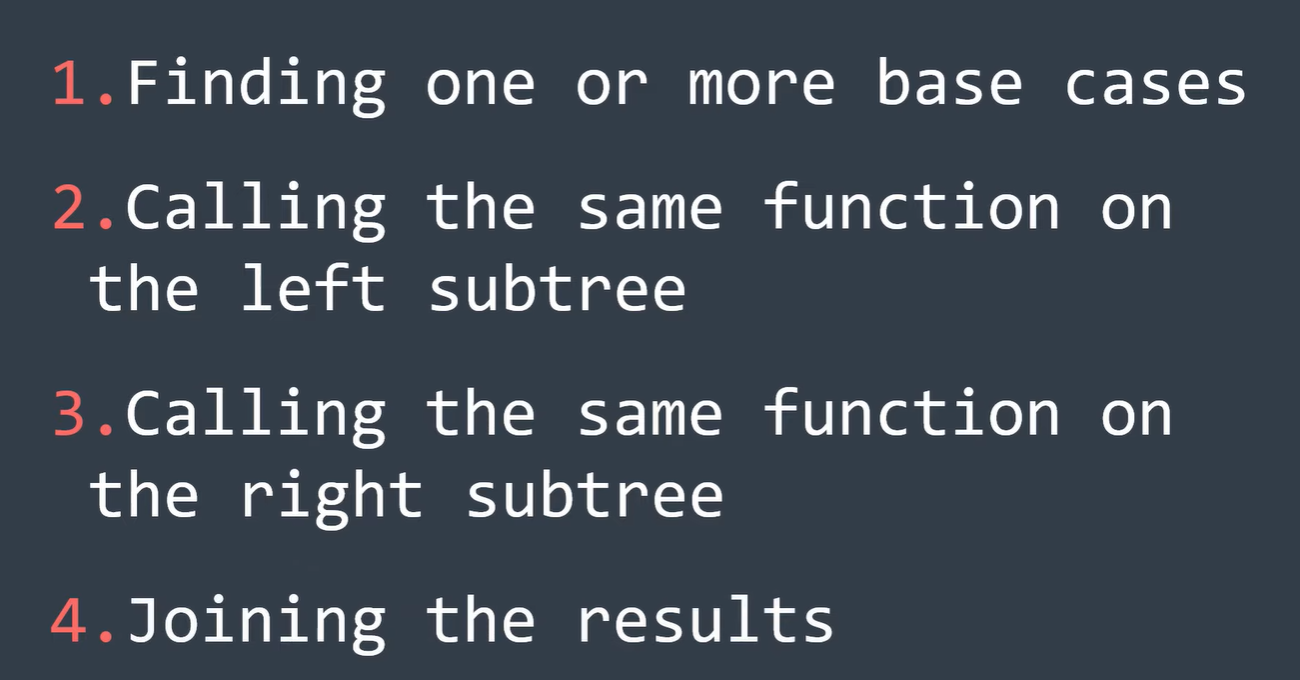 1.Finding one or more base cases
2.Calling the same function on
the left subtree
3.Calling the same function on
the right subtree
4.Joining the results